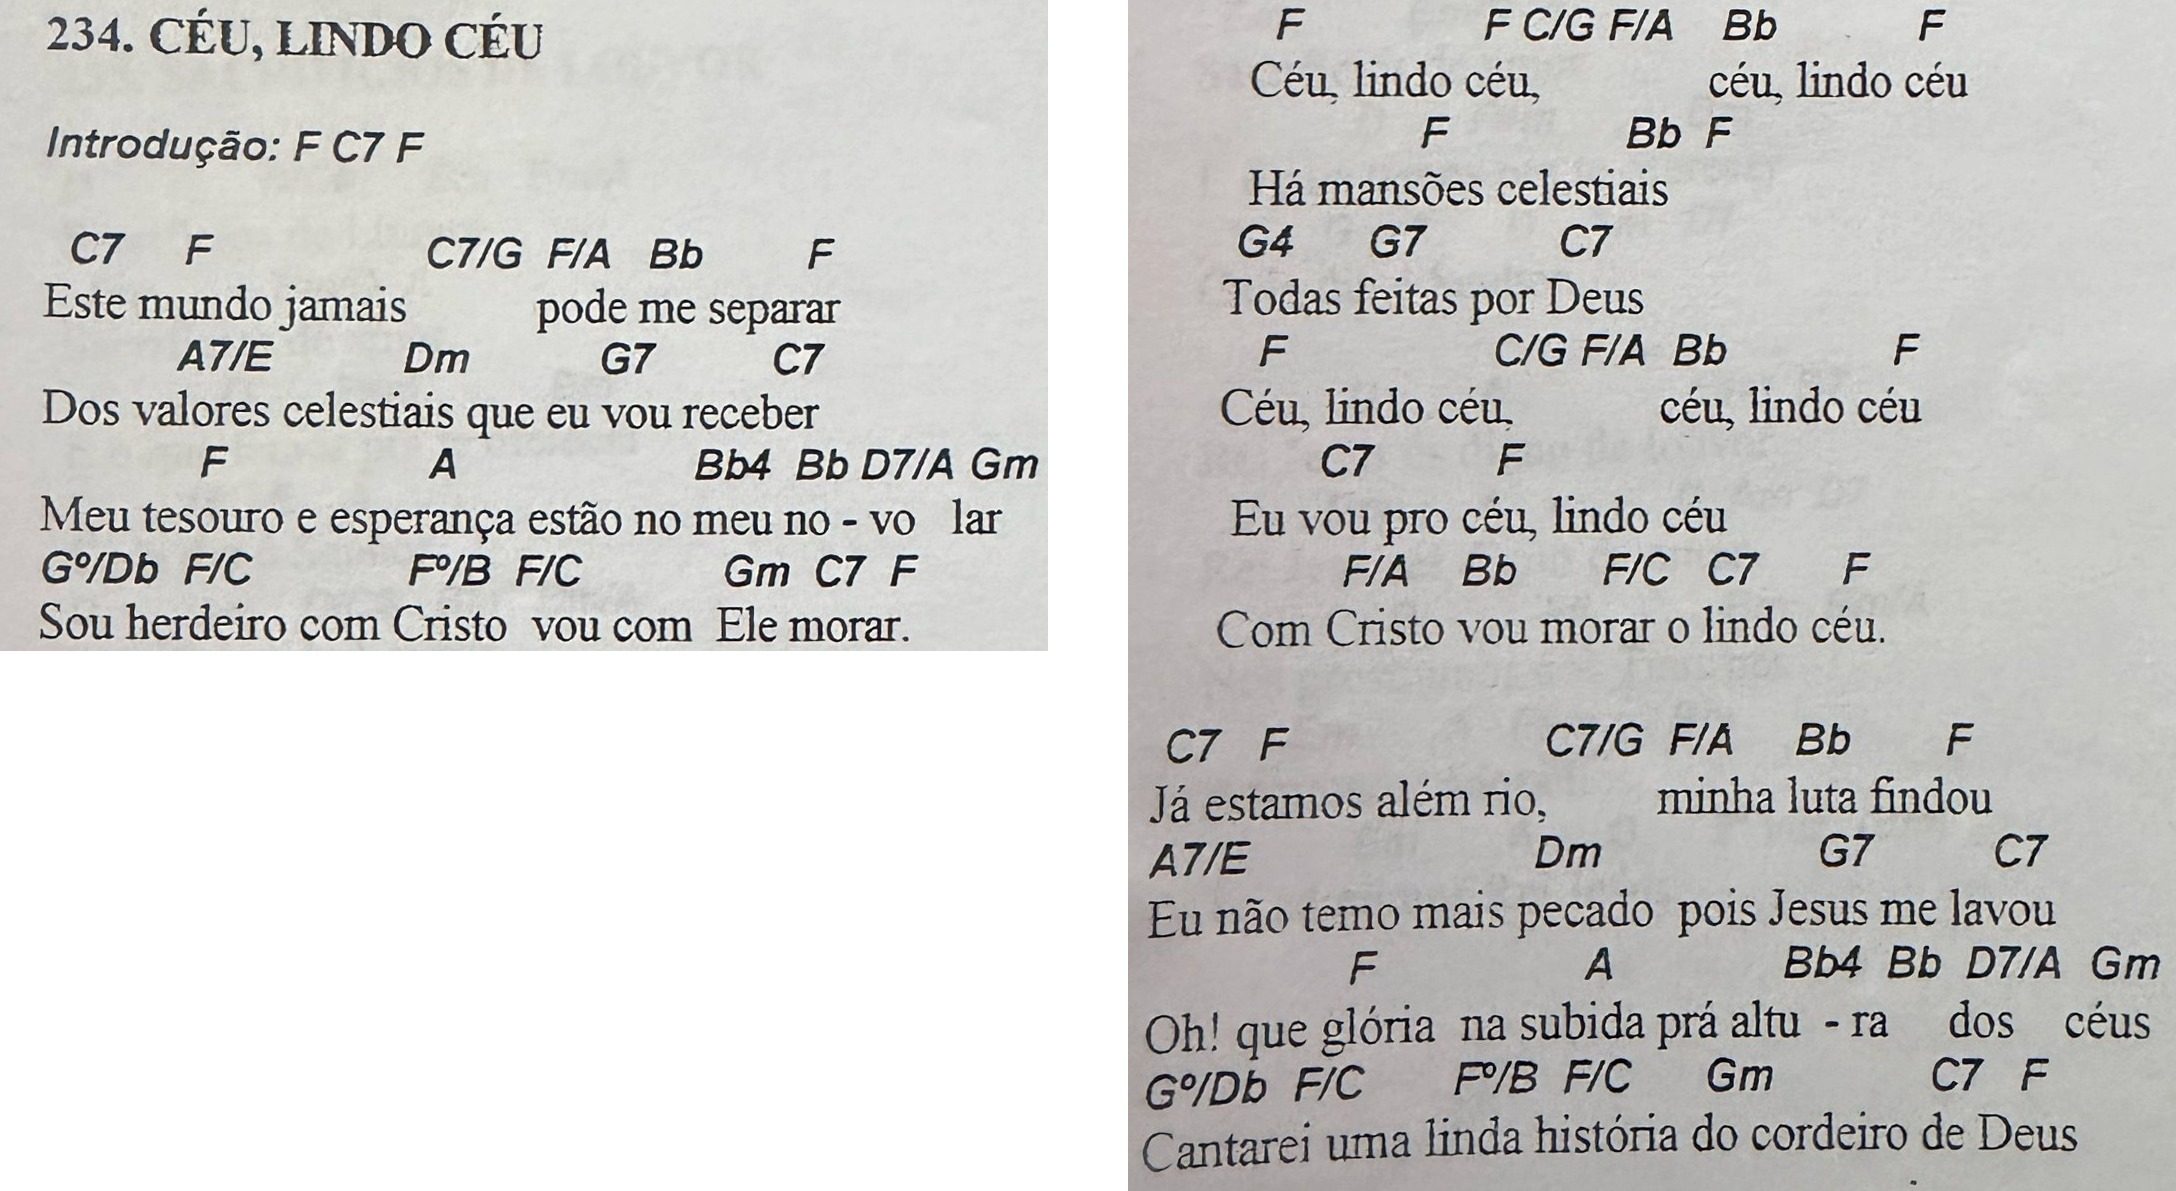 234. CÉU, LINDO CÉU
Introdução: F C7 F
C7 F C7/G F/A Bb F
Este mundo jamais pode me separar
A7/E Dm G7 C7
Dos valores celestiais que eu vou receber
F A Bb4 Bb D7/A Gm
Meu tesouro e esperança estão no meu no - vo lar
Gº/Db F/C Fº/B F/C Gm C7 F
Sou herdeiro com Cristo vou com Ele morar.
F F C/G F/A Bb F
Céu, lindo céu, céu, lindo céu
F Bb F
Há mansões celestiais
G4 G7 C7
Todas feitas por Deus
F C/G F/A Bb F
Céu, lindo céu, céu, lindo céu
C7 F
Eu vou pro céu, lindo céu
F/A Bb F/C C7 F
Com Cristo vou morar o lindo céu.
C7 F C7/G F/A Bb F
Já estamos além rio, minha luta findou
A7/E Dm G7 C7
Eu não temo mais pecado pois Jesus me lavou
F A Bb4 Bb D7/A Gm
Oh! que glória na subida prá altu - ra dos céus
Gº/Db F/C Fº/B F/C Gm C7 F
Cantarei uma linda história do cordeiro de Deus